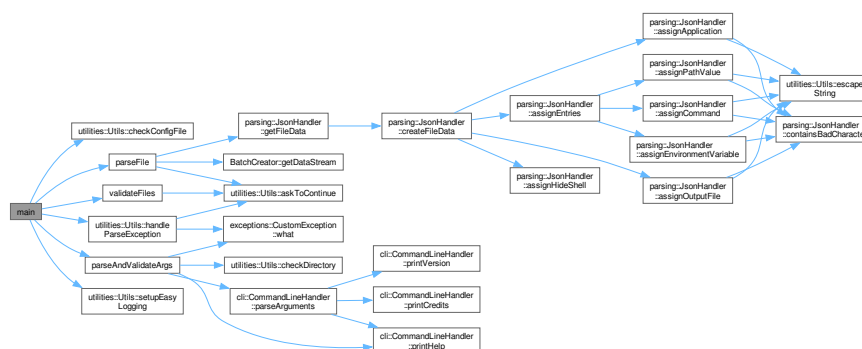 main
utilities::Utils::checkConfigFile
parseFile
validateFiles
utilities::Utils::handle
ParseException
parseAndValidateArgs
utilities::Utils::setupEasy
Logging
parsing::JsonHandler
::getFileData
BatchCreator::getDataStream
utilities::Utils::askToContinue
exceptions::CustomException
::what
utilities::Utils::checkDirectory
cli::CommandLineHandler
::parseArguments
parsing::JsonHandler
::createFileData
cli::CommandLineHandler
::printVersion
cli::CommandLineHandler
::printCredits
cli::CommandLineHandler
::printHelp
parsing::JsonHandler
::assignEntries
parsing::JsonHandler
::assignHideShell
parsing::JsonHandler
::assignApplication
parsing::JsonHandler
::assignPathValue
parsing::JsonHandler
::assignCommand
parsing::JsonHandler
::assignEnvironmentVariable
parsing::JsonHandler
::assignOutputFile
utilities::Utils::escape
String
parsing::JsonHandler
::containsBadCharacte